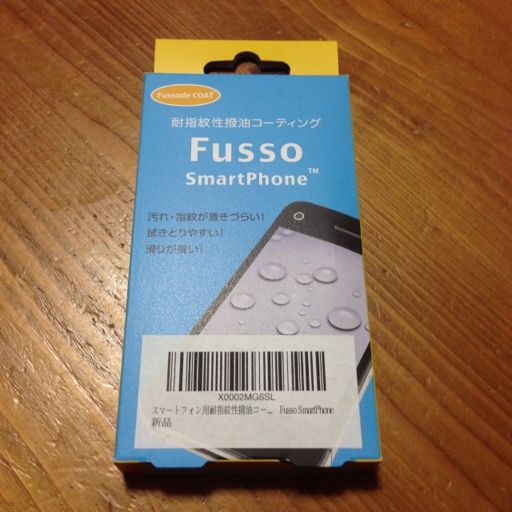 Fussode COAT
耐指紋性撥油コーティング
Fusso
SmartPhone™
汚れ・指紋が着きづらい!
拭きとりやすい!
滑りが良い!
X0002MG6SL
スマートフォン用耐指紋性撥油コー... Fusso SmartPhone
新品